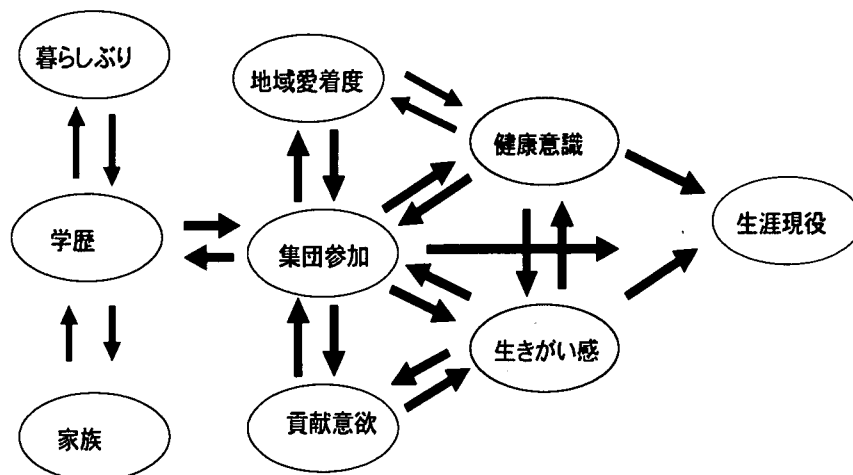 暮らしぶり
地域愛着度
健康意識
生涯現役
学歴
集団参加
生きがい感
貢献意欲
家族